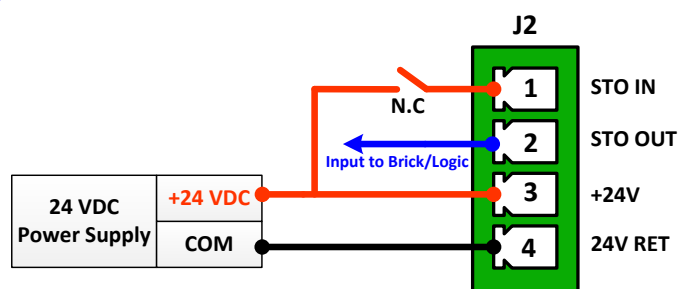 J2
1 STO IN
N.C
2 STO OUT
Input to Brick/Logic
24 VDC
Power Supply
+24 VDC
3 +24V
COM
4 24V RET